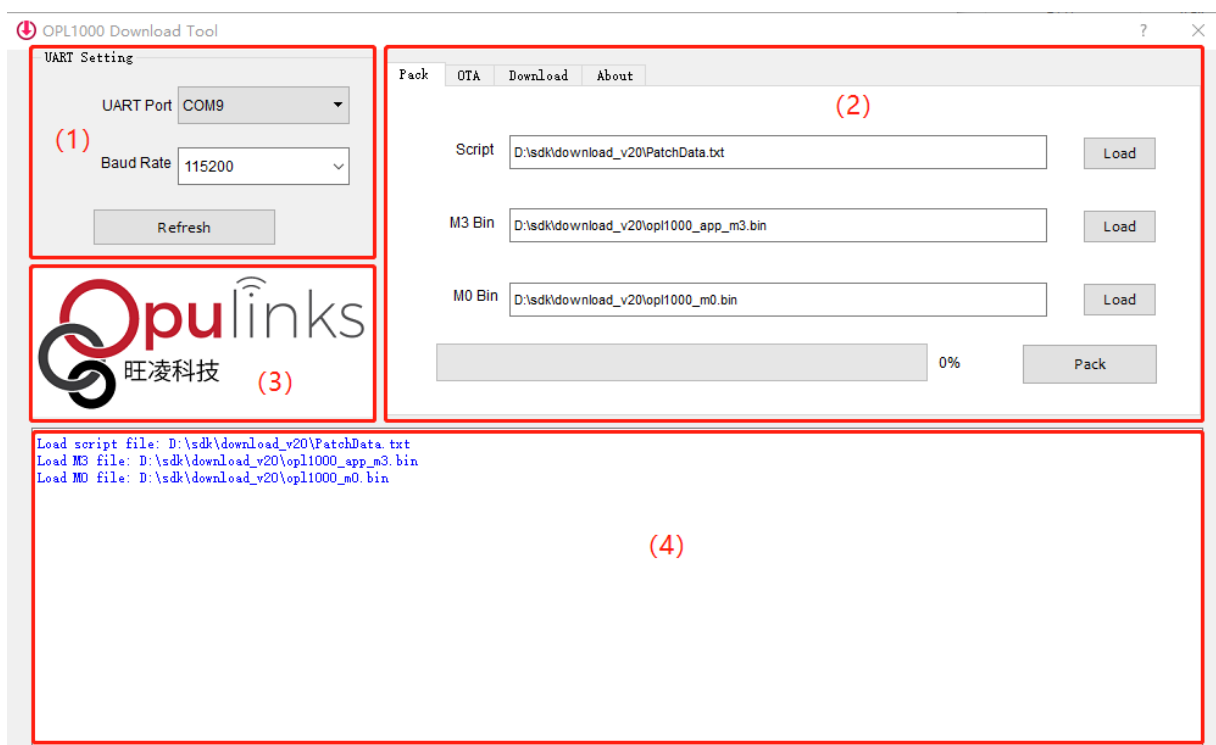 OPL1000 Download Tool
UART Setting
UART Port COM9
(1)
Baud Rate 115200
Refresh
Pack OTA Download About
(2)
Script D:\sdk\download_v20\PatchData.txt Load
M3 Bin D:\sdk\download_v20\opl1000_app_m3.bin Load
M0 Bin D:\sdk\download_v20\opl1000_m0.bin Load
0% Pack
Opulinks
旺凌科技
(3)
Load script file: D:\sdk\download_v20\PatchData.txt
Load M3 file: D:\sdk\download_v20\opl1000_app_m3.bin
Load M0 file: D:\sdk\download_v20\opl1000_m0.bin
(4)